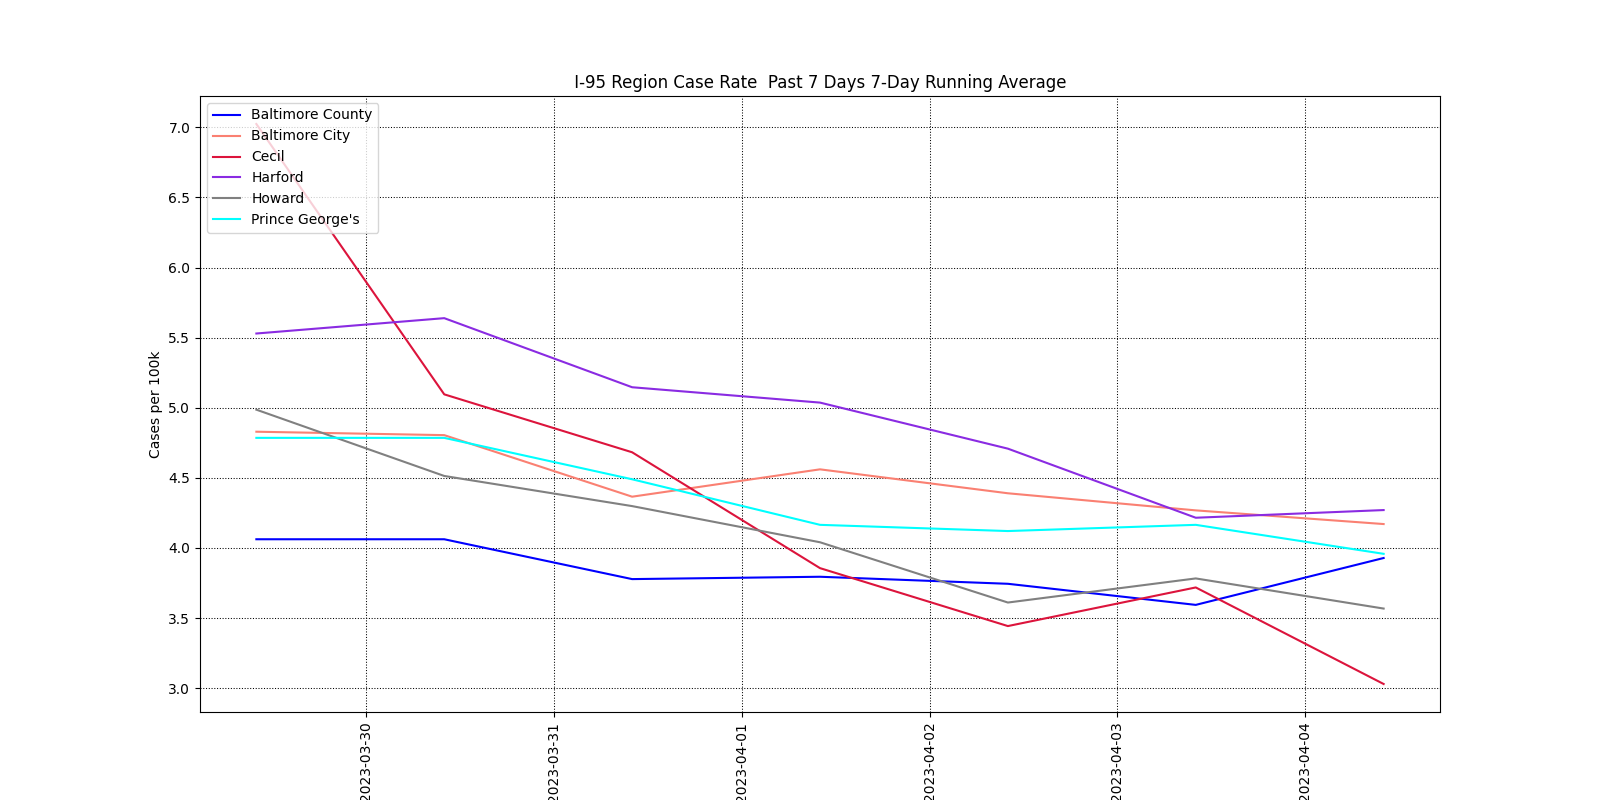 I-95 Region Case Rate  Past 7 Days 7-Day Running Average
Baltimore County
Baltimore City
Cecil
Harford
Howard
Prince George's
7.0
6.5
6.0
5.5
5.0
4.5
4.0
3.5
3.0
Cases per 100k
2023-03-30
2023-03-31
2023-04-01
2023-04-02
2023-04-03
2023-04-04